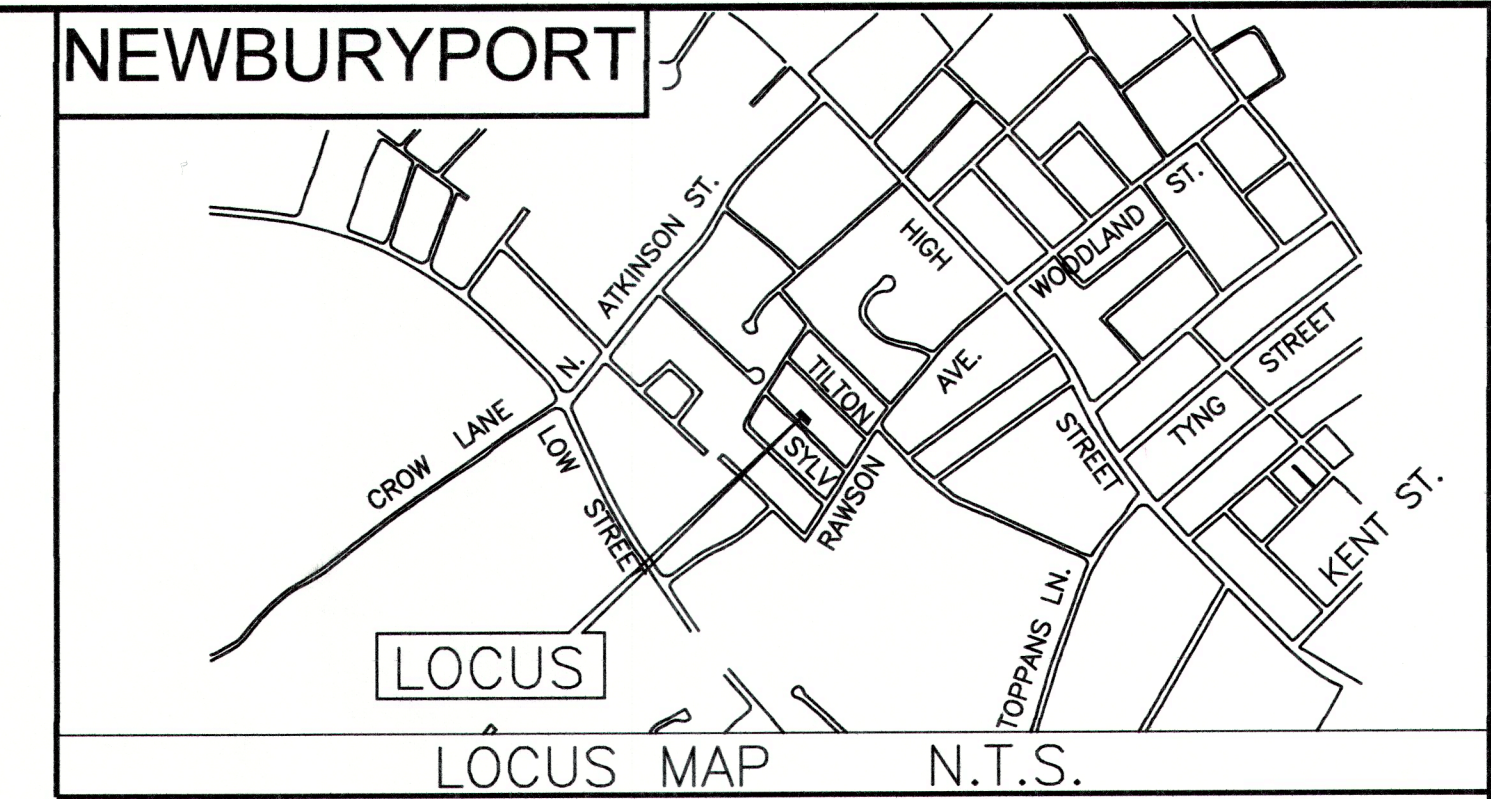 NEWBURYPORT
ATKINSON ST.
HIGH
WOODLAND ST.
N.
TILTON
AVE.
STREET
TYNG
CROW LANE
LOW
STREET
SYLV
STREET
RAWSON
KENT ST.
TOPPANS LN.
LOCUS
LOCUS MAP N.T.S.